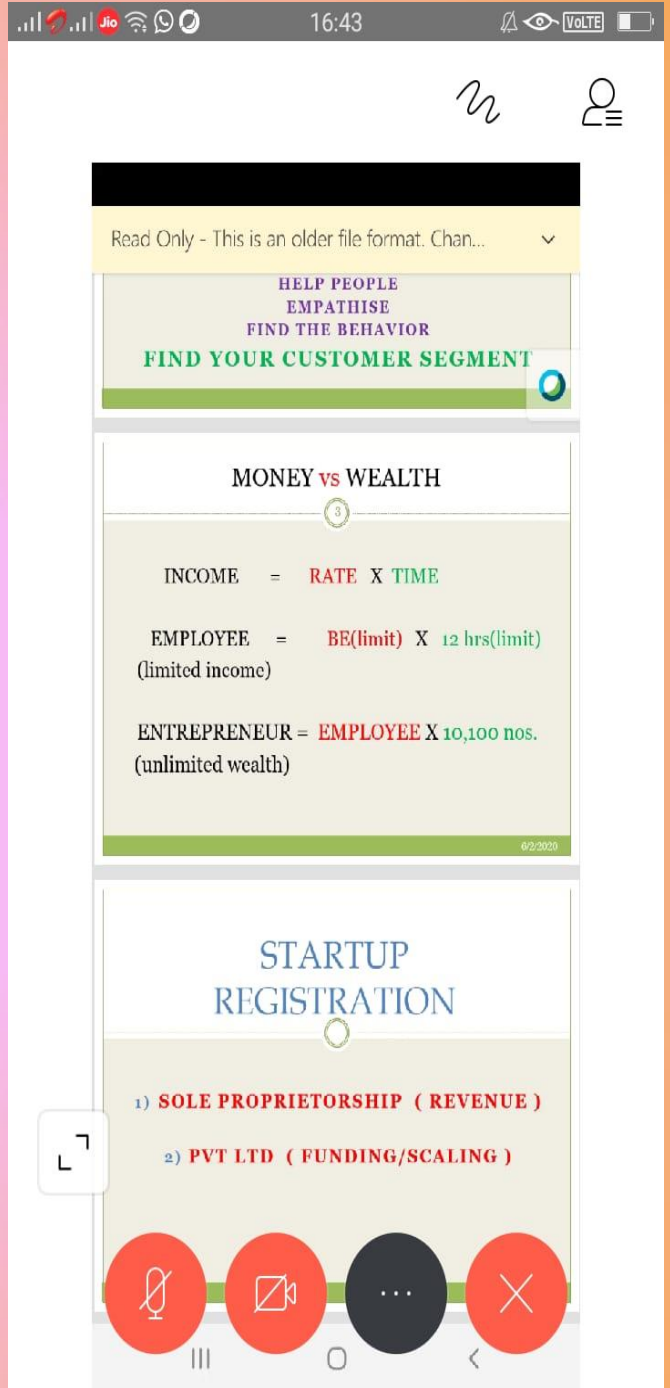 Jio 16:43 VoLTE
Read Only - This is an older file format. Chan...
HELP PEOPLE
EMPATHISE
FIND THE BEHAVIOR
FIND YOUR CUSTOMER SEGMENT
MONEY vs WEALTH
3
INCOME = RATE X TIME
EMPLOYEE = BE(limit) X 12 hrs(limit)
(limited income)
ENTREPRENEUR = EMPLOYEE X 10,100 nos.
(unlimited wealth)
6/2/2020
STARTUP
REGISTRATION
1) SOLE PROPRIETORSHIP ( REVENUE )
2) PVT LTD ( FUNDING/SCALING )